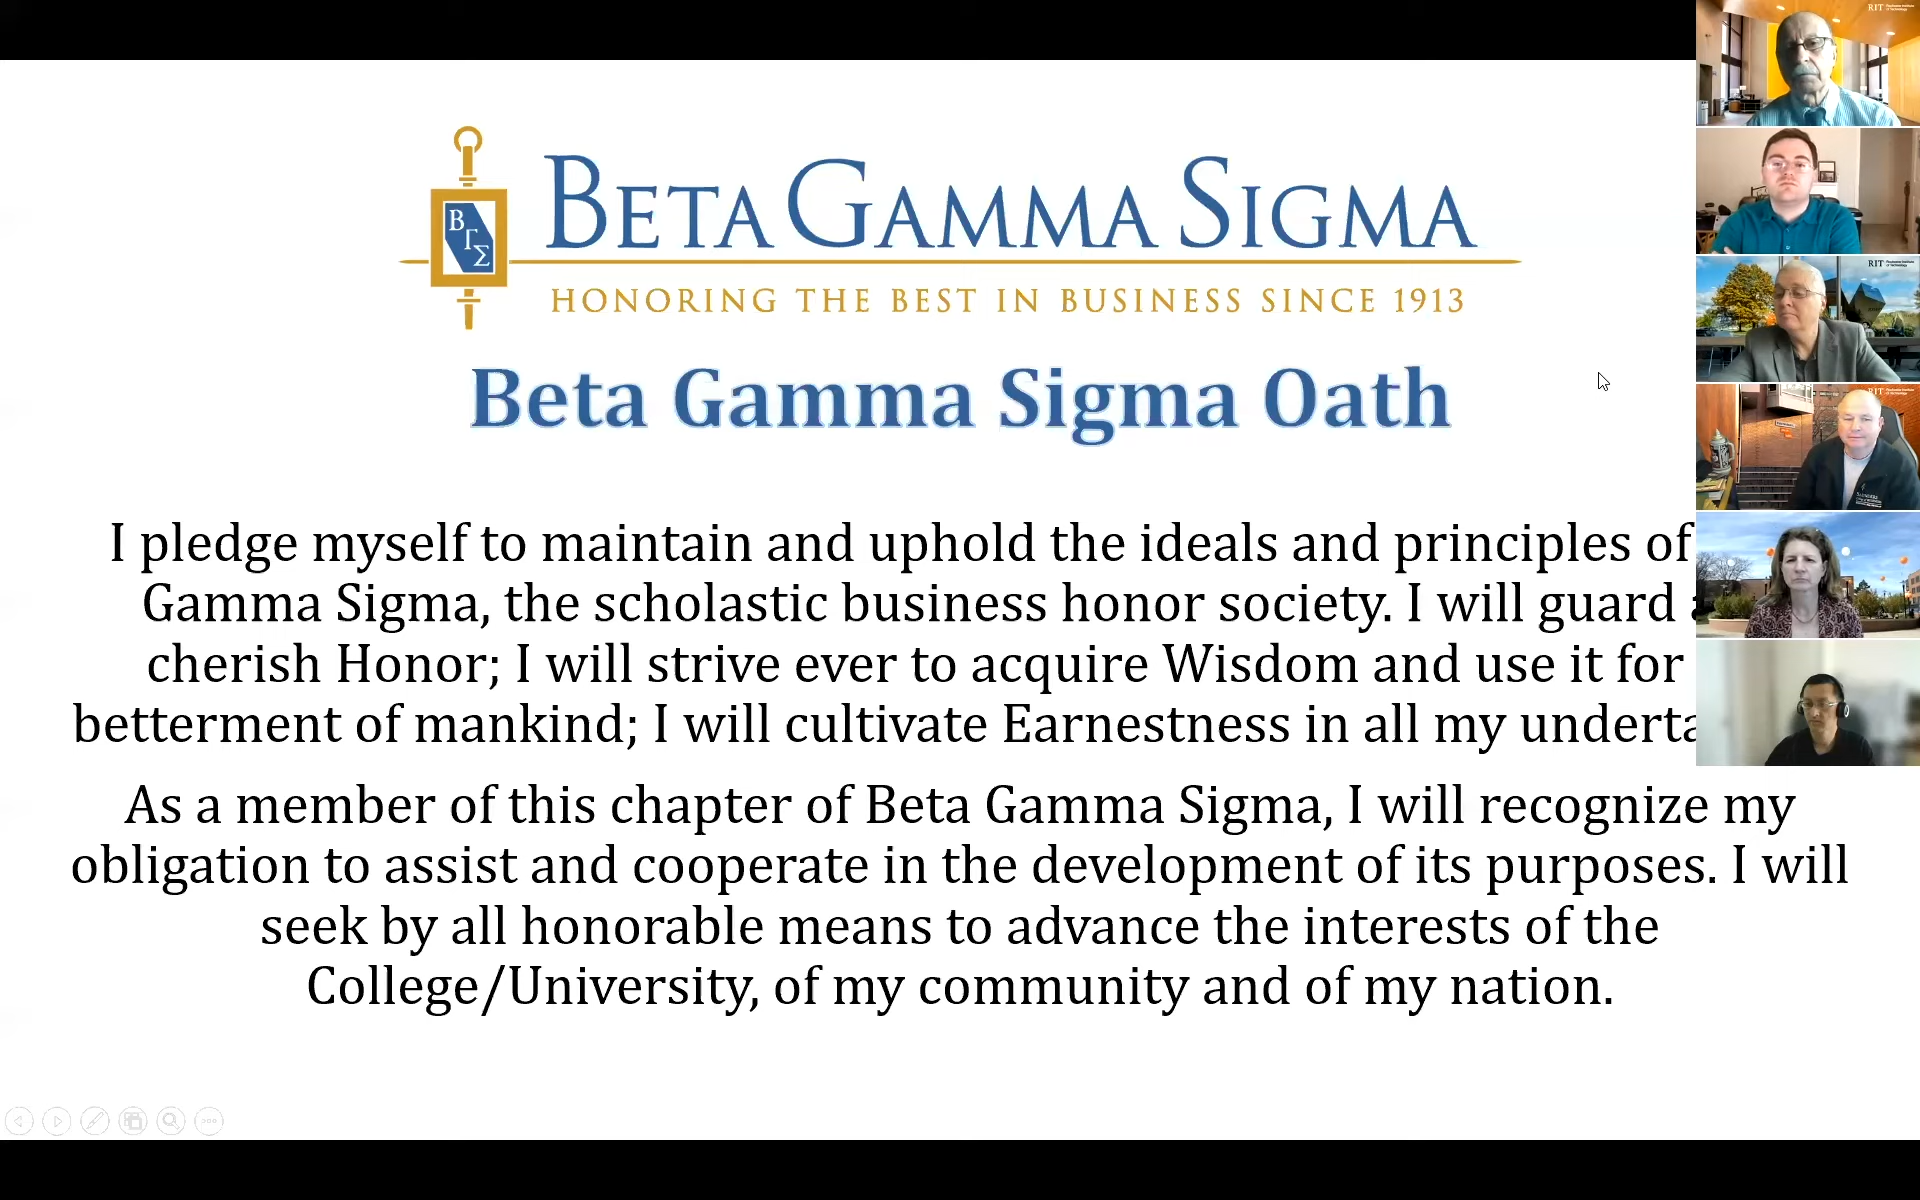 BETA GAMMA SIGMA
Β
Γ
Σ
HONORING THE BEST IN BUSINESS SINCE 1913
Beta Gamma Sigma Oath
I pledge myself to maintain and uphold the ideals and principles of
Gamma Sigma, the scholastic business honor society. I will guard
cherish Honor; I will strive ever to acquire Wisdom and use it for
betterment of mankind; I will cultivate Earnestness in all my underta
As a member of this chapter of Beta Gamma Sigma, I will recognize my
obligation to assist and cooperate in the development of its purposes. I will
seek by all honorable means to advance the interests of the
College/University, of my community and of my nation.
RIT
RIT
RIT